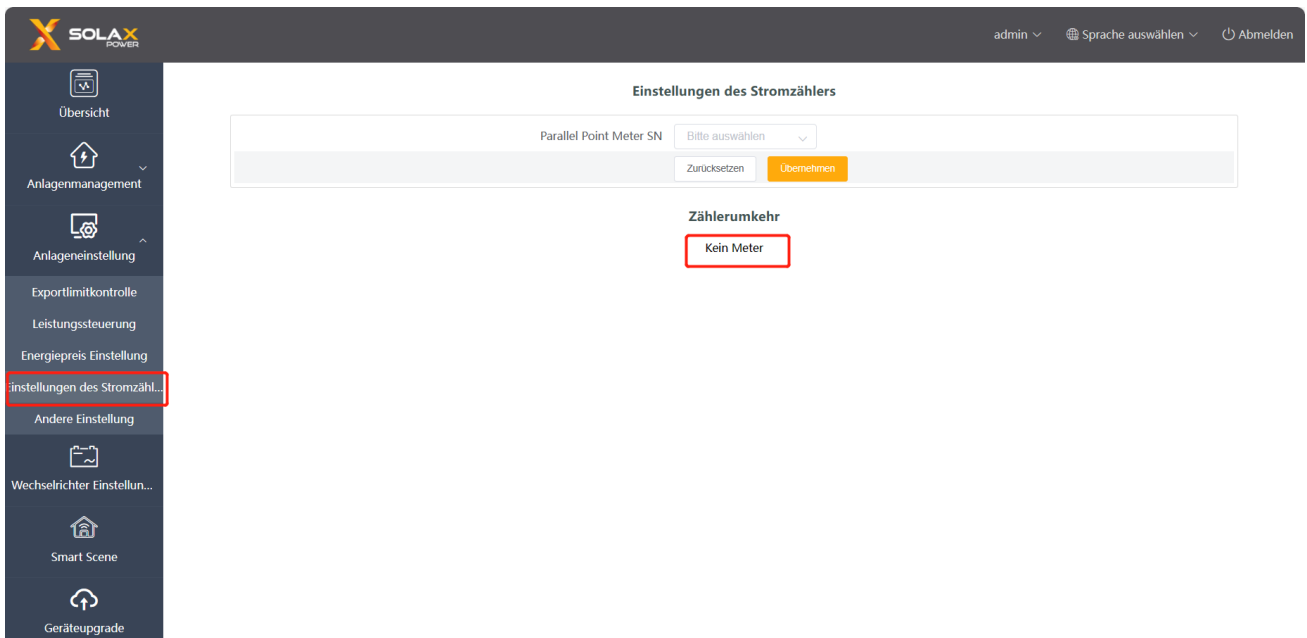 SOLAX
POWER
admin
Sprache auswählen
Abmelden
Übersicht
Anlagenmanagement
Anlageneinstellung
Exportlimitkontrolle
Leistungssteuerung
Energiepreis Einstellung
Einstellungen des Stromzähl...
Andere Einstellung
Wechselrichter Einstellun...
Smart Scene
Geräteupgrade
Einstellungen des Stromzählers
Parallel Point Meter SN Bitte auswählen
Zurücksetzen Übernehmen
Zählerumkehr
Kein Meter